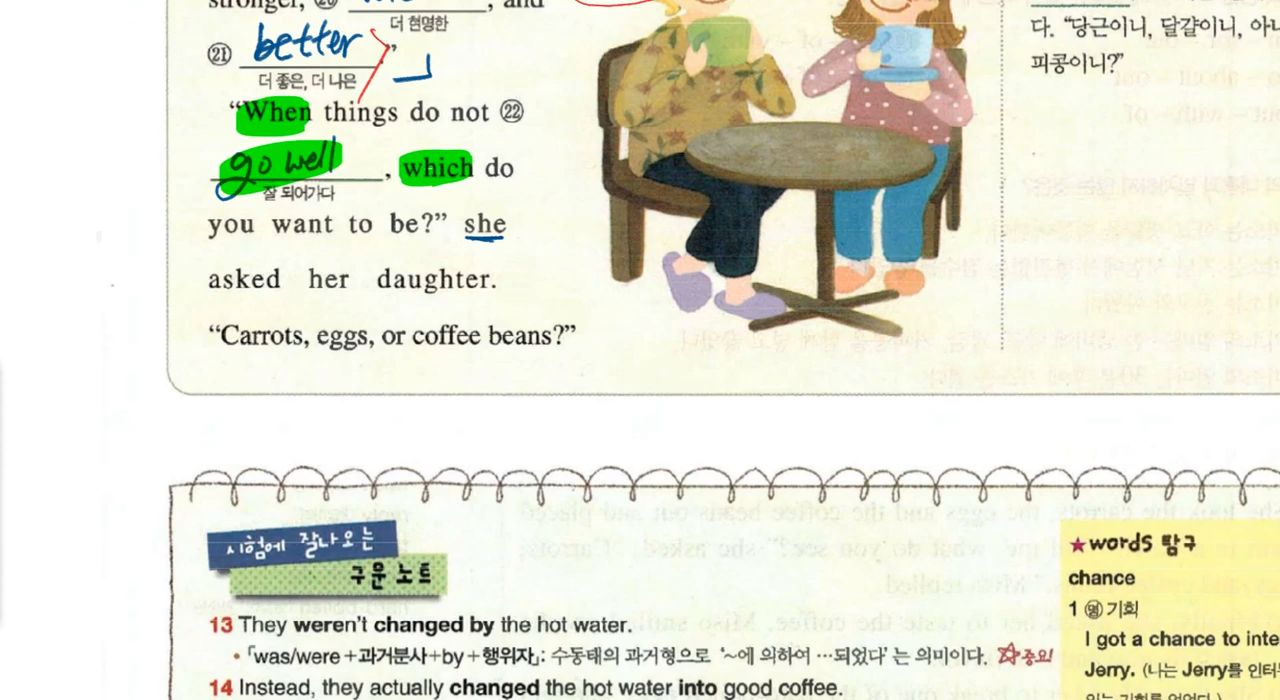 stronger, ⑳ , and
더 현명한
㉑ better ”
더 좋은, 더 나은
“When things do not ㉒
go well , which do
잘 되어가다
you want to be?” she
asked her daughter.
“Carrots, eggs, or coffee beans?”
다. “당근이니, 달걀이니, 아니
피콩이니?”
시험에 잘 나오는
구문 노트
13 They weren't changed by the hot water.
• 「was/were+과거분사+by+행위자」: 수동태의 과거형으로 ‘~에 의하여 …되었다’는 의미이다. ☆중요!
14 Instead, they actually changed the hot water into good coffee.
★words 탐구
chance
1 ㉅ 기회
I got a chance to inte
Jerry. (나는 Jerry를 인터뷰